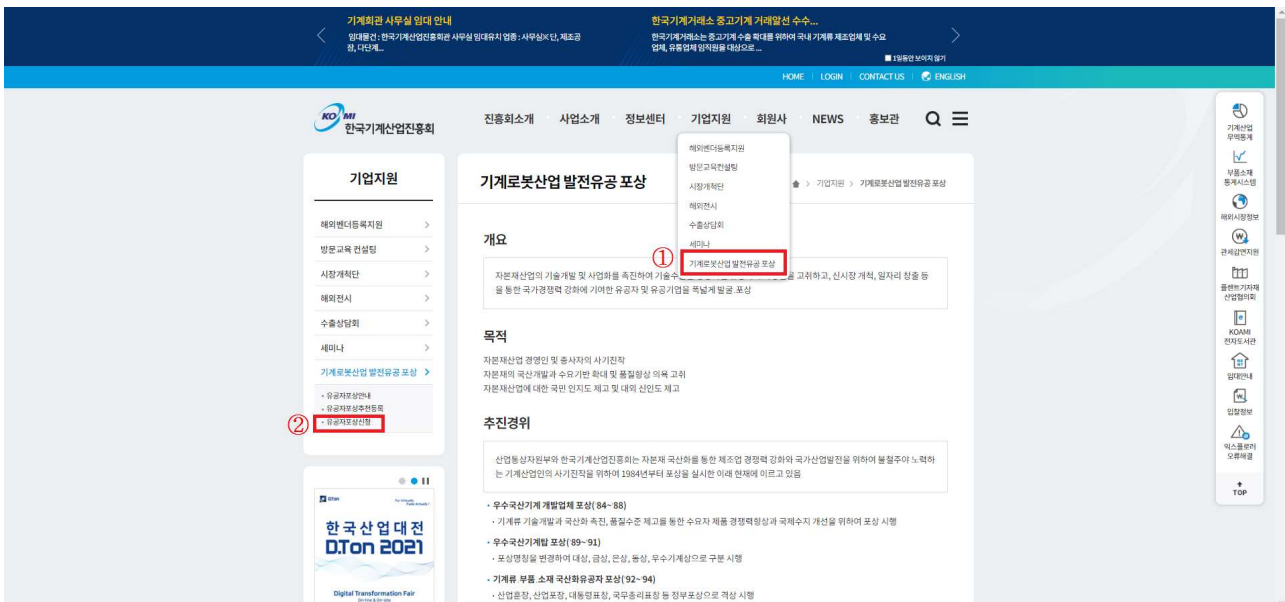 기계회관 사무실 임대 안내
임대물건 : 한국기계산업진흥회관 사무실 임대유치 업종 : 사무실※단, 제조공
장, 다단계...
한국기계거래소 중고기계 거래알선 수수...
한국기계거래소는 중고기계 수출 확대를 위하여 국내 기계류 제조업체 및 수요
업체, 유통업체 임직원을 대상으로 ...
1일동안 보이지 않기
HOME LOGIN CONTACT US ENGLISH
KOAMI
한국기계산업진흥회
진흥회소개 사업소개 정보센터 기업지원 회원사 NEWS 홍보관
해외벤더등록지원
방문교육컨설팅
시장개척단
해외전시
수출상담회
세미나
① 기계로봇산업 발전유공 포상
기업지원
해외벤더등록지원 >
방문교육 컨설팅 >
시장개척단 >
해외전시 >
수출상담회 >
세미나 >
기계로봇산업 발전유공 포상 >
· 유공자포상안내
· 유공자포상추천등록
② · 유공자포상신청
기계로봇산업 발전유공 포상
> 기업지원 > 기계로봇산업 발전유공 포상
개요
자본재산업의 기술개발 및 사업화를 촉진하여 기술수 을 고취하고, 신시장 개척, 일자리 창출 등
을 통한 국가경쟁력 강화에 기여한 유공자 및 유공기업을 폭넓게 발굴.포상
목적
자본재산업 경영인 및 종사자의 사기진작
자본재의 국산개발과 수요기반 확대 및 품질향상 의욕 고취
자본재산업에 대한 국민 인지도 제고 및 대외 신인도 제고
추진경위
산업통상자원부와 한국기계산업진흥회는 자본재 국산화를 통한 제조업 경쟁력 강화와 국가산업발전을 위하여 불철주야 노력하
는 기계산업인의 사기진작을 위하여 1984년부터 포상을 실시한 이래 현재에 이르고 있음
· 우수국산기계 개발업체 포상('84~'88)
· 기계류 기술개발과 국산화 촉진, 품질수준 제고를 통한 수요자 제품 경쟁력향상과 국제수지 개선을 위하여 포상 시행
· 우수국산기계탑 포상('89~'91)
· 포상명칭을 변경하여 대상, 금상, 은상, 동상, 우수기계상으로 구분 시행
· 기계류.부품.소재 국산화유공자 포상('92~'94)
· 산업훈장, 산업포장, 대통령표창, 국무총리표창 등 정부포상으로 격상 시행
한국산업대전
D.Ton 2021
Digital Transformation Fair
On-line & On-site
기계산업
무역통계
부품소재
통계시스템
해외시장정보
관세감면지원
플랜트기자재
산업협의회
KOAMI
전자도서관
임대안내
입찰정보
익스플로러
오류해결
TOP